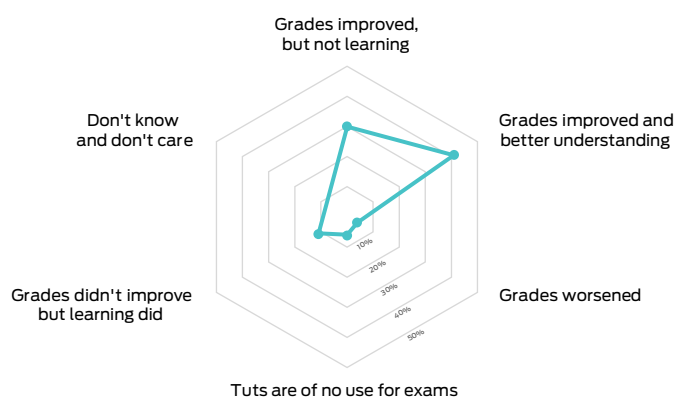 Grades improved,
but not learning
Don't know
and don't care
Grades improved and
better understanding
10%
20%
30%
40%
50%
Grades didn't improve
but learning did
Grades worsened
Tuts are of no use for exams